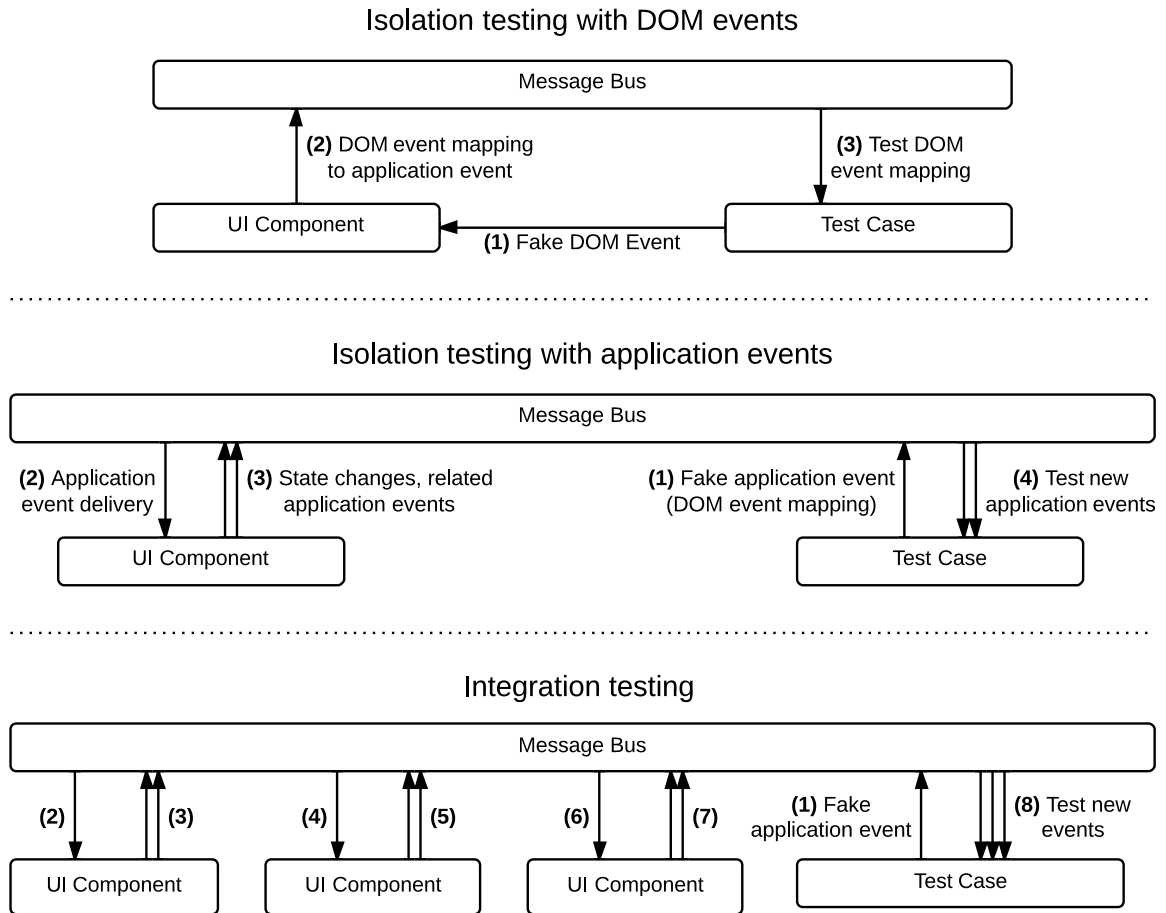 Isolation testing with DOM events
Message Bus
(2) DOM event mapping
to application event
(3) Test DOM
event mapping
UI Component
(1) Fake DOM Event
Test Case
Isolation testing with application events
Message Bus
(2) Application
event delivery
(3) State changes, related
application events
(1) Fake application event
(DOM event mapping)
(4) Test new
application events
UI Component
Test Case
Integration testing
Message Bus
(2)
(3)
(4)
(5)
(6)
(7)
(1) Fake
application event
(8) Test new
events
UI Component
UI Component
UI Component
Test Case